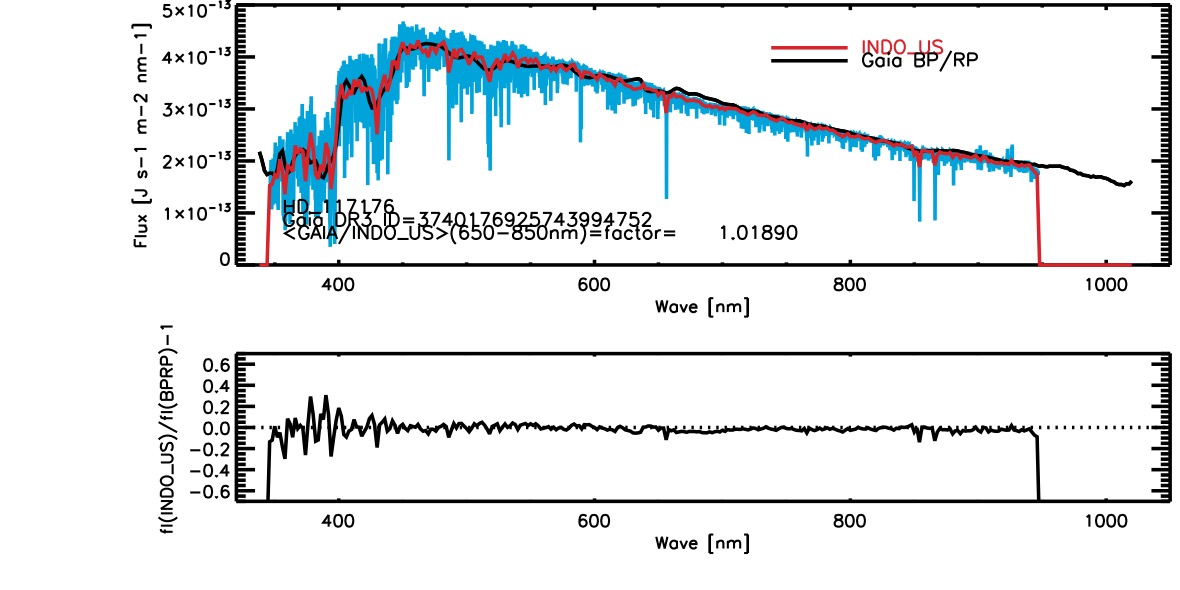 5×10−13
4×10−13
3×10−13
2×10−13
1×10−13
0
Flux [J s−1 m−2 nm−1]
INDO_US
Gaia BP/RP
HD_117176
Gaia DR3 ID=3740176925743994752
<GAIA/INDO_US>(650−850nm)=factor= 1.01890
400 600 800 1000
Wave [nm]
fl(INDO_US)/fl(BPRP)−1
0.6
0.4
0.2
0.0
−0.2
−0.4
−0.6
400 600 800 1000
Wave [nm]